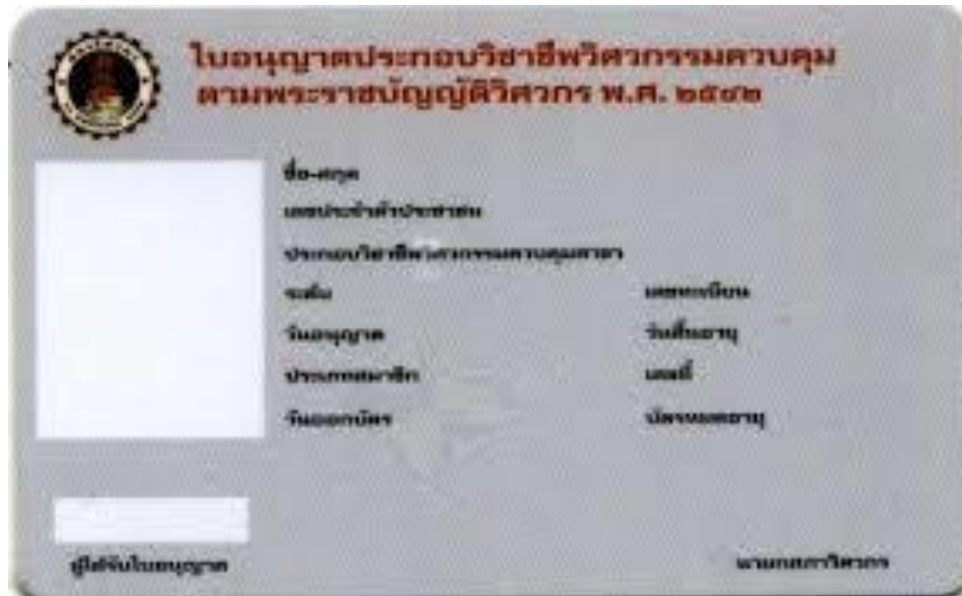 ใบอนุญาตประกอบวิชาชีพวิศวกรรมควบคุม
ตามพระราชบัญญัติวิศวกร พ.ศ. ๒๕๔๒
ชื่อ-สกุล
เลขประจำตัวประชาชน
ประกอบวิชาชีพวิศวกรรมควบคุมสาขา
ระดับ เลขทะเบียน
วันอนุญาต วันสิ้นอายุ
ประเภทสมาชิก เลขที่
วันออกบัตร บัตรหมดอายุ
ผู้ได้รับใบอนุญาต นายกสภาวิศวกร